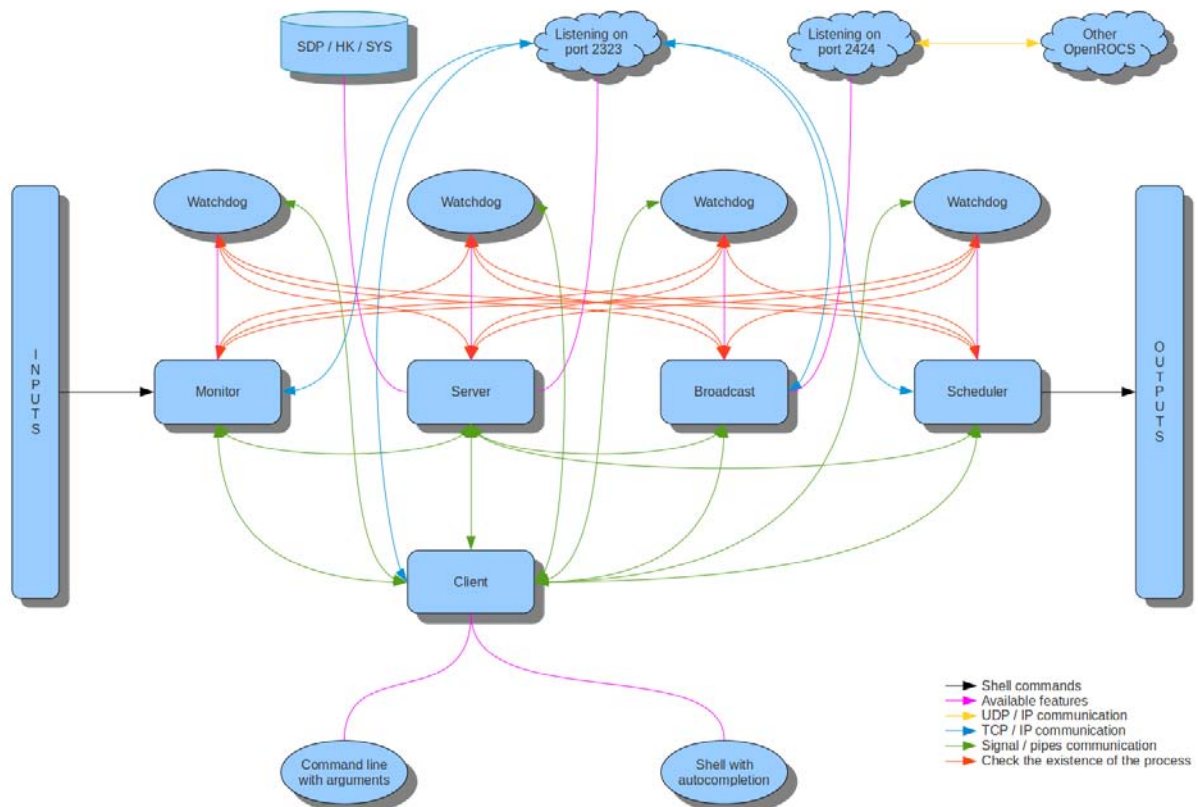 SDP / HK / SYS
Listening on
port 2323
Listening on
port 2424
Other
OpenROCS
Watchdog
Watchdog
Watchdog
Watchdog
INPUTS
Monitor
Server
Broadcast
Scheduler
OUTPUTS
Client
Command line
with arguments
Shell with
autocompletion
Shell commands
Available features
UDP / IP communication
TCP / IP communication
Signal / pipes communication
Check the existence of the process